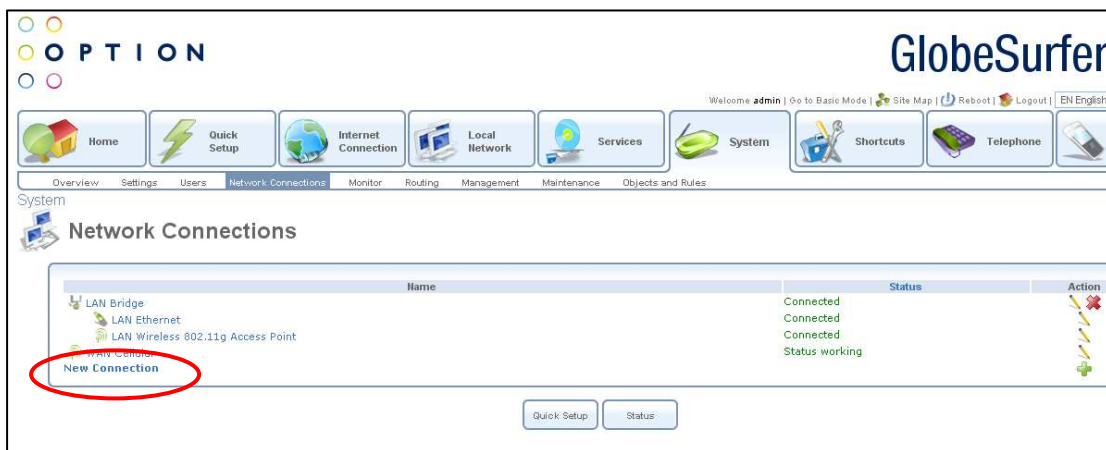 OPTION
GlobeSurfer
Welcome admin | Go to Basic Mode | Site Map | Reboot | Logout | EN English
Home
Quick Setup
Internet Connection
Local Network
Services
System
Shortcuts
Telephone
Overview Settings Users Network Connections Monitor Routing Management Maintenance Objects and Rules
System
Network Connections
Name Status Action
LAN Bridge Connected
LAN Ethernet Connected
LAN Wireless 802.11g Access Point Connected
WAN Cellular Status working
New Connection
Quick Setup Status